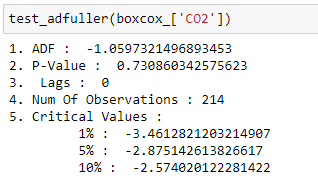 test_adfuller(boxcox_['CO2'])
1. ADF :  -1.0597321496893453
2. P-Value :  0.730860342575623
3.  Lags :  0
4. Num Of Observations : 214
5. Critical Values :
1% :  -3.4612821203214907
5% :  -2.875142613826617
10% :  -2.574020122281422